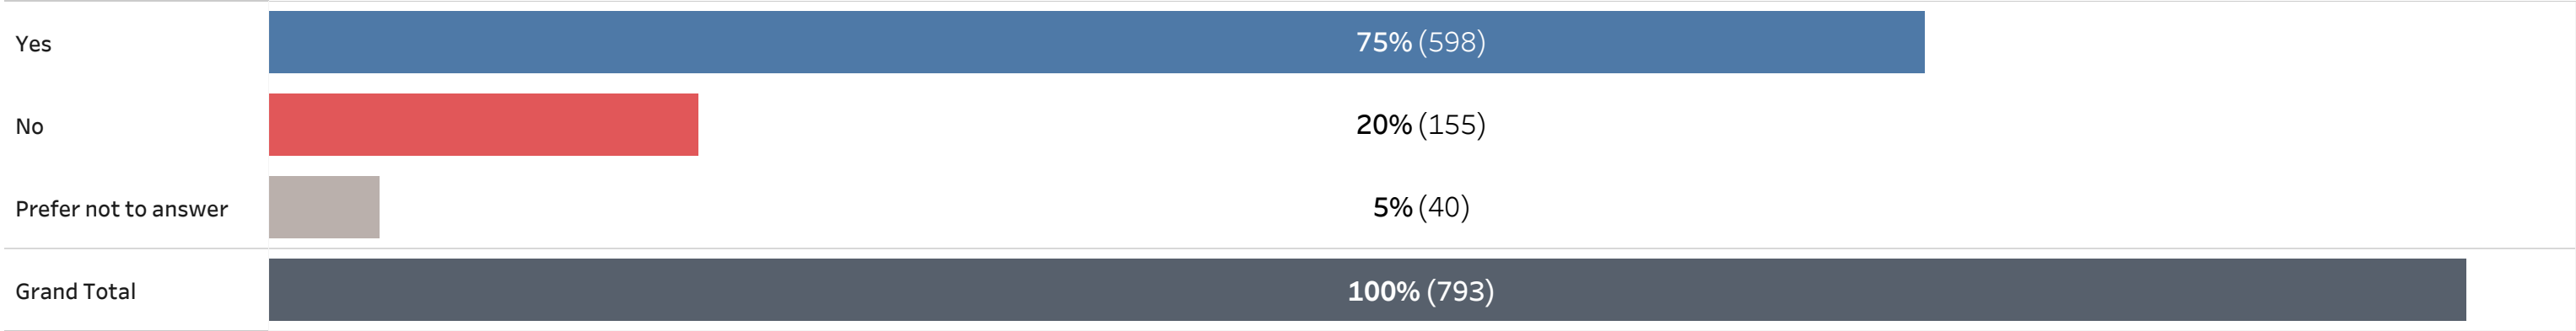 Yes 75% (598)
No 20% (155)
Prefer not to answer 5% (40)
Grand Total 100% (793)